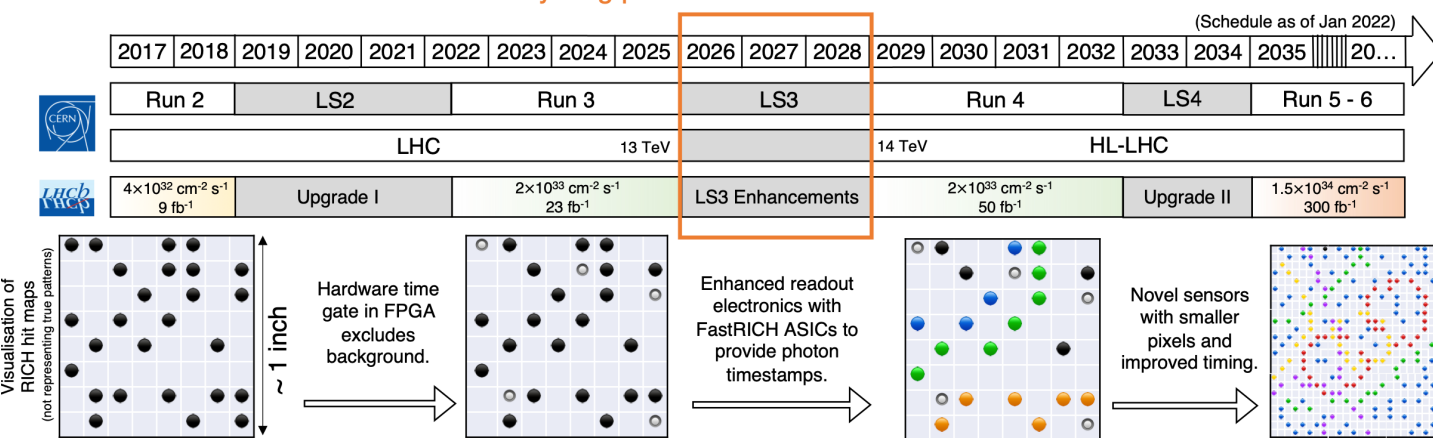 (Schedule as of Jan 2022)
2017 2018 2019 2020 2021 2022 2023 2024 2025 2026 2027 2028 2029 2030 2031 2032 2033 2034 2035 20...
CERN
Run 2 LS2 Run 3 LS3 Run 4 LS4 Run 5 - 6
LHC 13 TeV 14 TeV HL-LHC
LHCb
4×10³² cm⁻² s⁻¹
9 fb⁻¹
Upgrade I
2×10³³ cm⁻² s⁻¹
23 fb⁻¹
LS3 Enhancements
2×10³³ cm⁻² s⁻¹
50 fb⁻¹
Upgrade II
1.5×10³⁴ cm⁻² s⁻¹
300 fb⁻¹
Visualisation of
RICH hit maps
(not representing true patterns)
~ 1 inch
Hardware time
gate in FPGA
excludes
background.
Enhanced readout
electronics with
FastRICH ASICs to
provide photon
timestamps.
Novel sensors
with smaller
pixels and
improved timing.